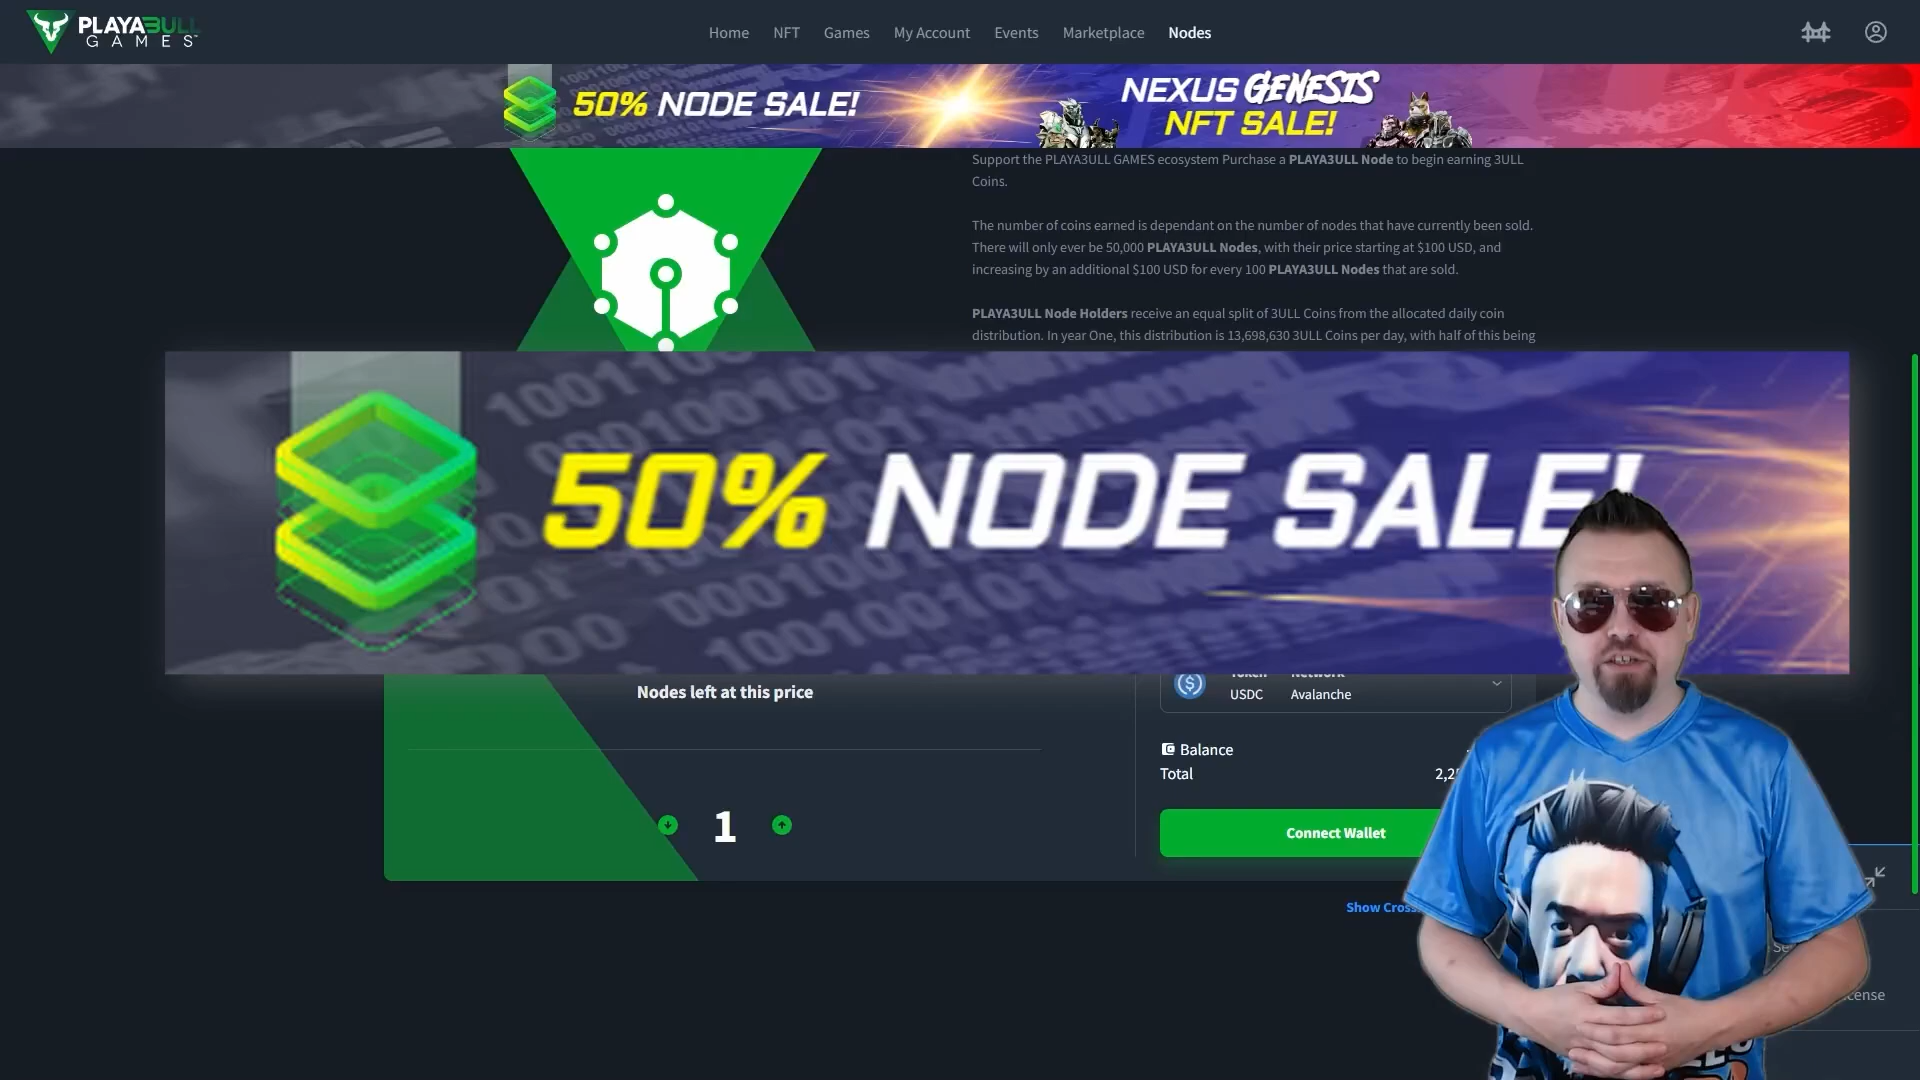 PLAYA3ULL
GAMES
Home
NFT
Games
My Account
Events
Marketplace
Nodes
50% NODE SALE!
NEXUS GENESIS
NFT SALE!
Support the PLAYA3ULL GAMES ecosystem Purchase a PLAYA3ULL Node to begin earning 3ULL
Coins.
The number of coins earned is dependant on the number of nodes that have currently been sold.
There will only ever be 50,000 PLAYA3ULL Nodes, with their price starting at $100 USD, and
increasing by an additional $100 USD for every 100 PLAYA3ULL Nodes that are sold.
PLAYA3ULL Node Holders receive an equal split of 3ULL Coins from the allocated daily coin
distribution. In year One, this distribution is 13,698,630 3ULL Coins per day, with half of this being
50% NODE SALE!
Nodes left at this price
Token Network
USDC Avalanche
Balance
Total
1
Connect Wallet
Show